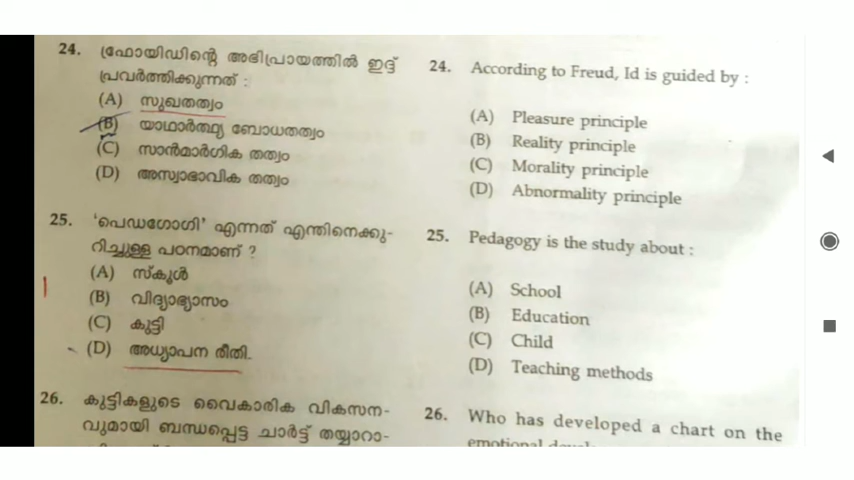 24. ഫ്രോയിഡിന്റെ അഭിപ്രായത്തിൽ ഇദ്ദ്
പ്രവർത്തിക്കുന്നത് :
(A) സുഖതത്വം
(B) യാഥാർത്ഥ്യ ബോധതത്വം
(C) സാൻമാർഗിക തത്വം
(D) അസ്വാഭാവിക തത്വം
25. 'പെഡഗോഗി' എന്നത് എന്തിനെക്കു-
റിച്ചുള്ള പഠനമാണ് ?
(A) സ്കൂൾ
(B) വിദ്യാഭ്യാസം
(C) കുട്ടി
(D) അധ്യാപന രീതി
26. കുട്ടികളുടെ വൈകാരിക വികസന-
വുമായി ബന്ധപ്പെട്ട ചാർട്ട് തയ്യാറാ-
24. According to Freud, Id is guided by :
(A) Pleasure principle
(B) Reality principle
(C) Morality principle
(D) Abnormality principle
25. Pedagogy is the study about :
(A) School
(B) Education
(C) Child
(D) Teaching methods
26. Who has developed a chart on the
emotional